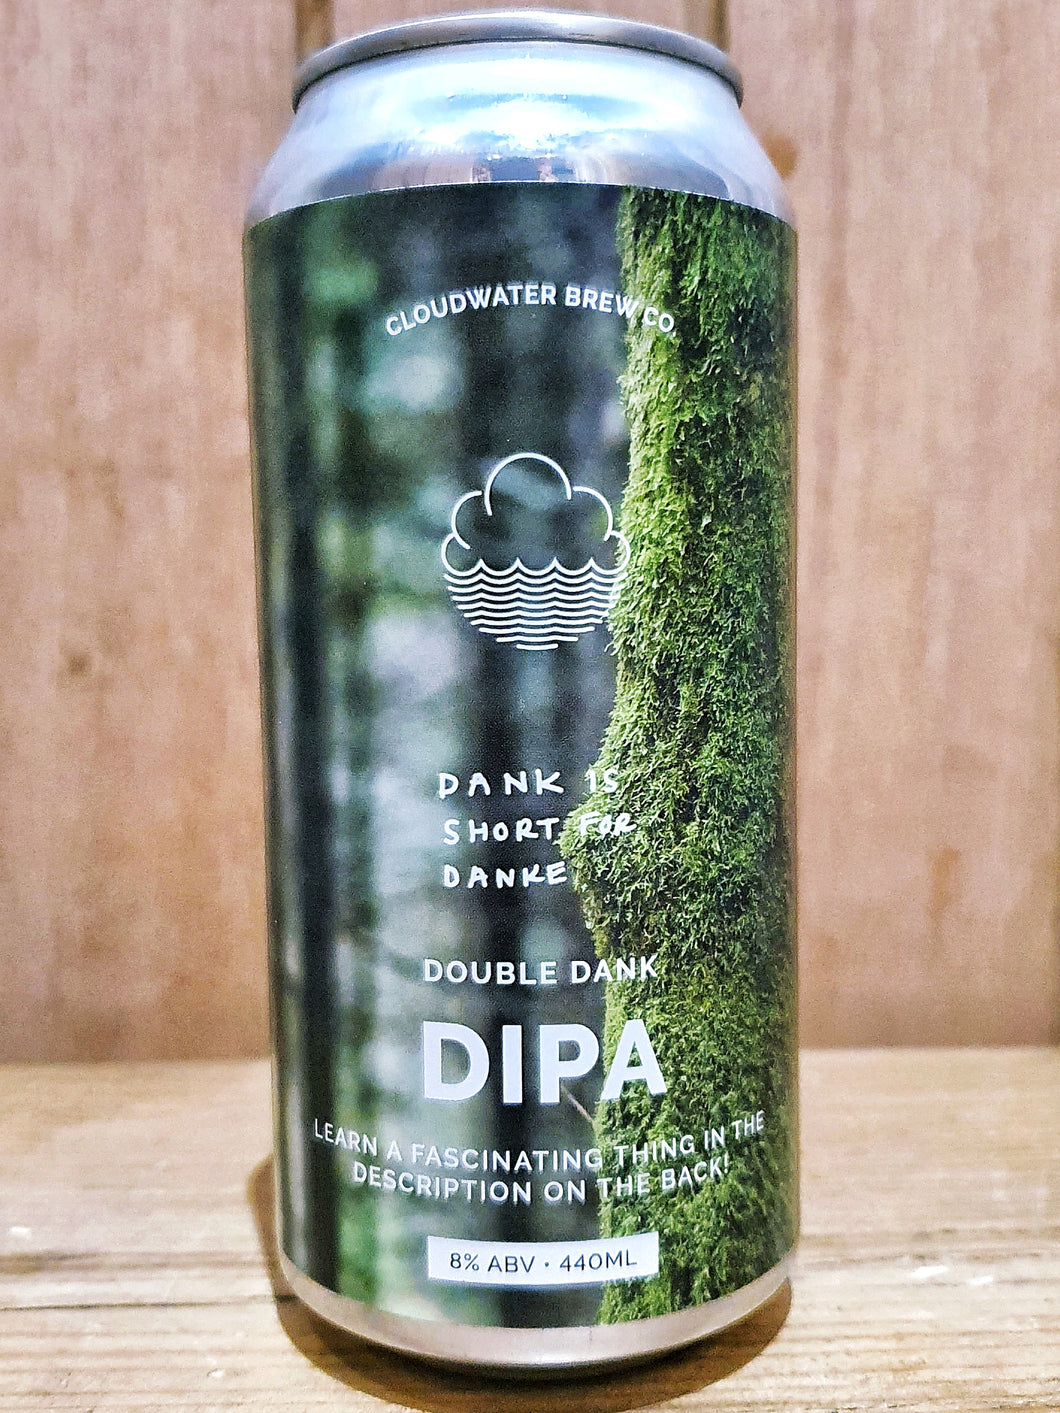 CLOUDWATER BREW CO.
DANK IS
SHORT FOR
DANKE
DOUBLE DANK
DIPA
LEARN A FASCINATING THING IN THE
DESCRIPTION ON THE BACK!
8% ABV • 440ML